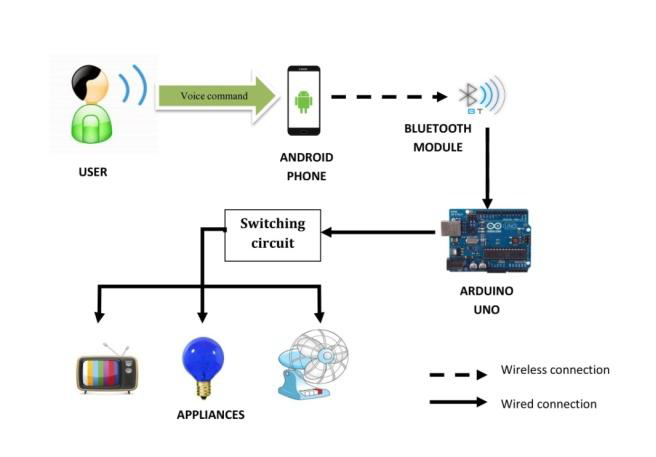 Voice command
BT
BLUETOOTH
MODULE
ANDROID
PHONE
USER
Switching
circuit
UNO
ARDUINO
UNO
APPLIANCES
Wireless connection
Wired connection